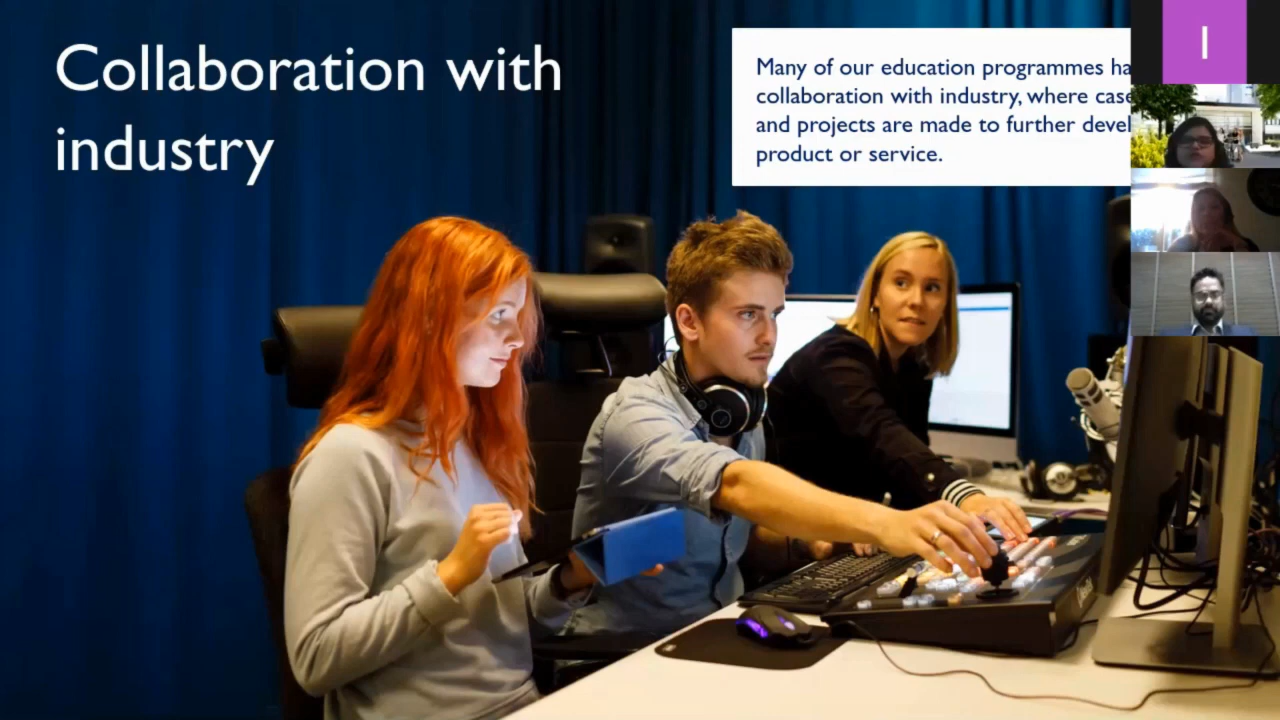 Collaboration with
industry
Many of our education programmes ha
collaboration with industry, where case
and projects are made to further devel
product or service.
I